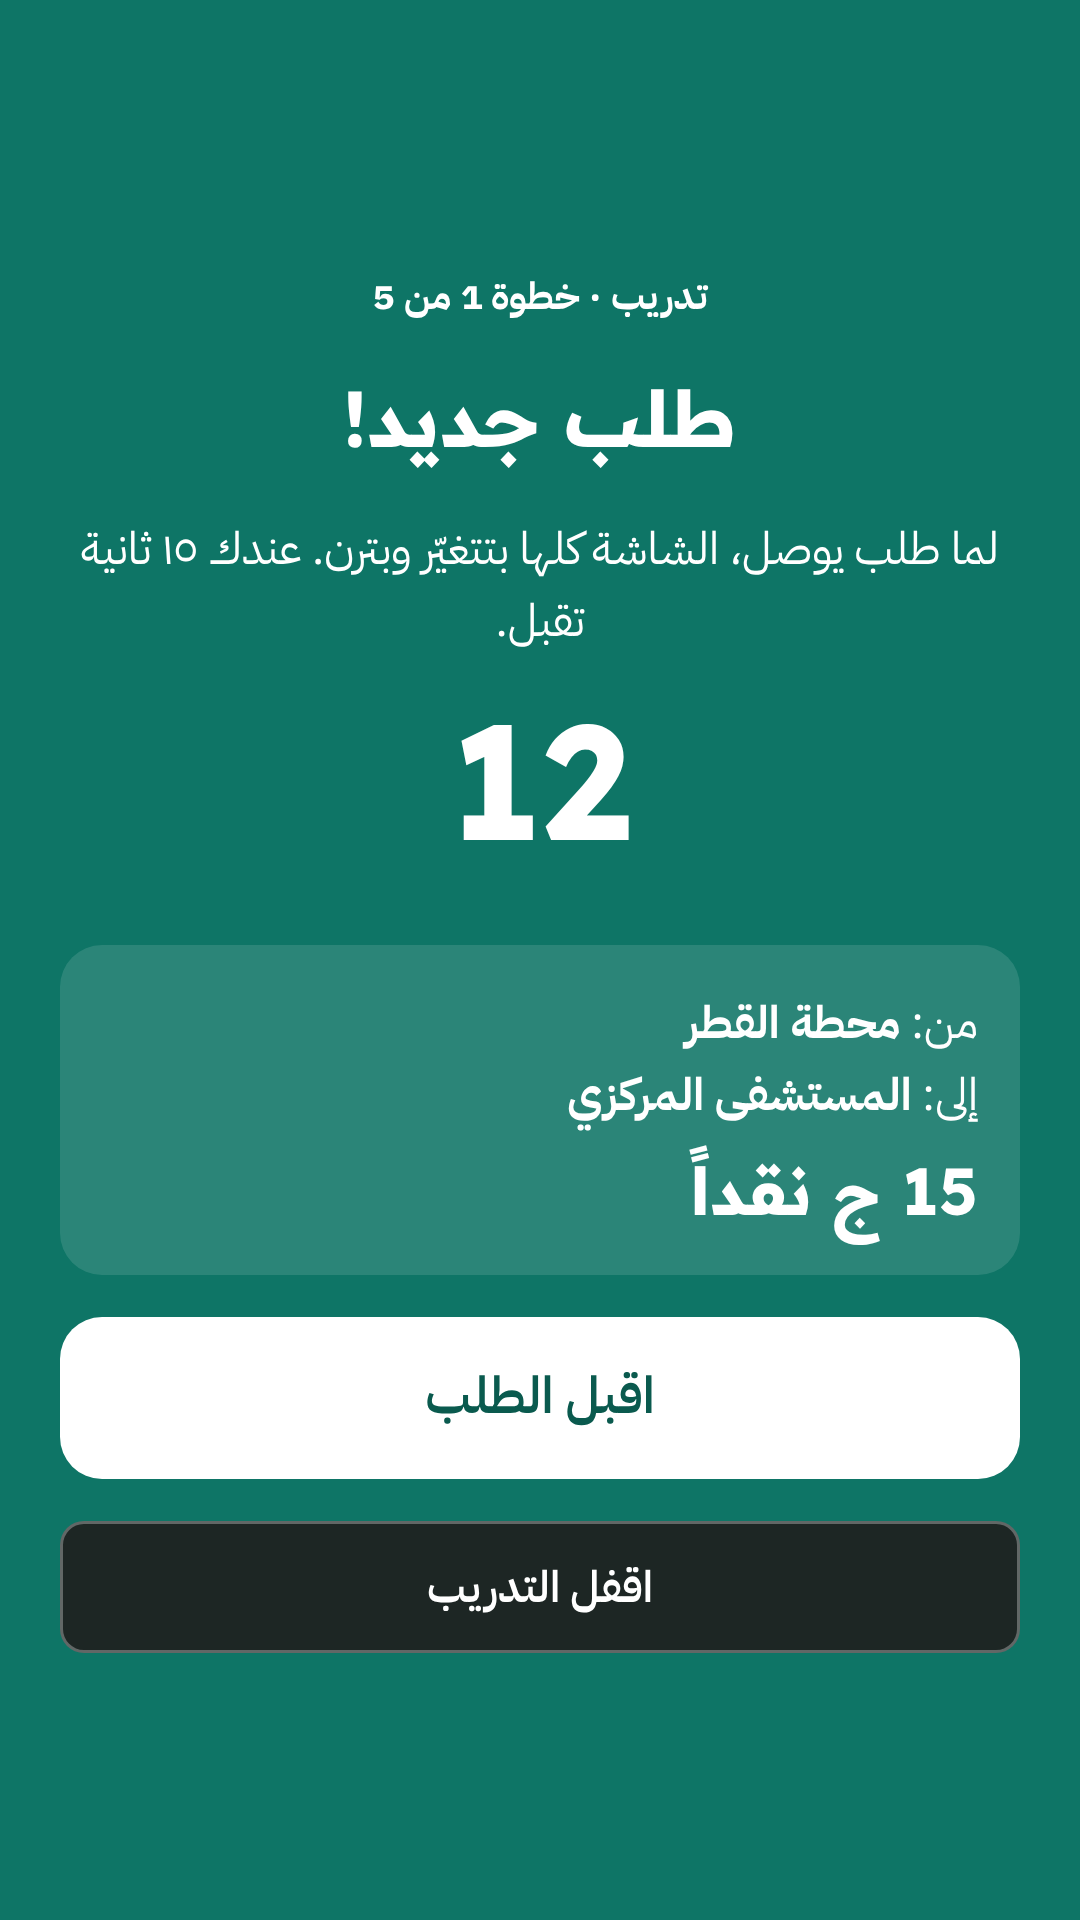 تدريب · خطوة 1 من 5
طلب جديد!
لما طلب يوصل، الشاشة كلها بتتغيّر وبترن. عندك ١٥ ثانية
تقبل.
12
من: محطة القطر
إلى: المستشفى المركزي
15 ج نقداً
اقبل الطلب
اقفل التدريب